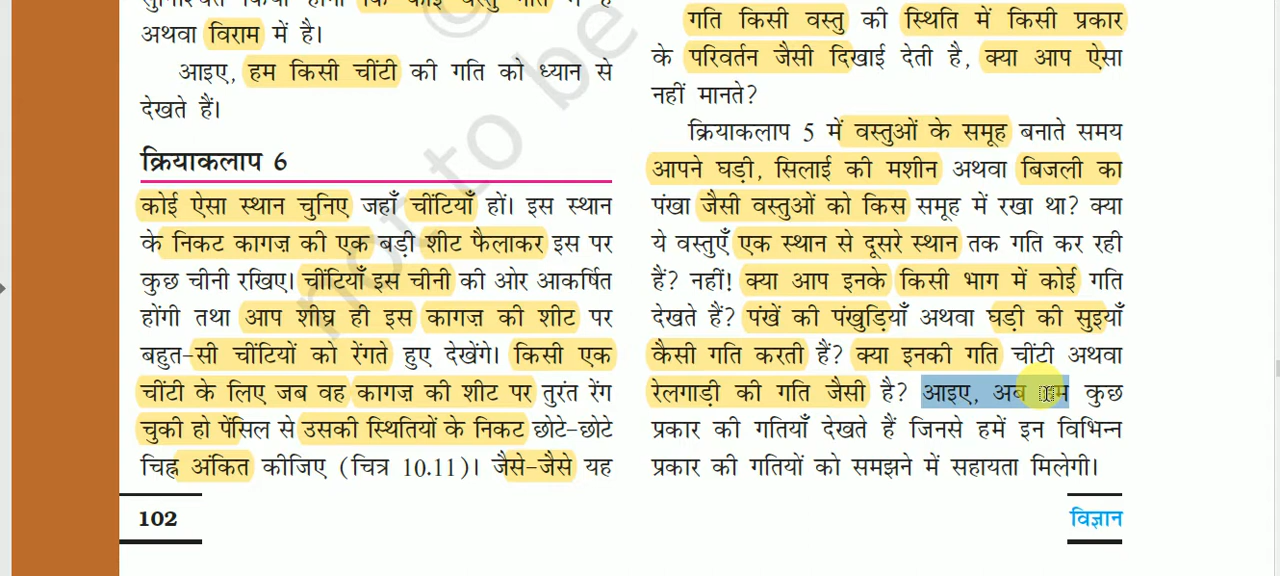 अथवा विराम में है।
आइए, हम किसी चींटी की गति को ध्यान से
देखते हैं।
क्रियाकलाप 6
कोई ऐसा स्थान चुनिए जहाँ चींटियाँ हों। इस स्थान
के निकट कागज़ की एक बड़ी शीट फैलाकर इस पर
कुछ चीनी रखिए। चींटियाँ इस चीनी की ओर आकर्षित
होंगी तथा आप शीघ्र ही इस कागज़ की शीट पर
बहुत-सी चींटियों को रेंगते हुए देखेंगे। किसी एक
चींटी के लिए जब वह कागज़ की शीट पर तुरंत रेंग
चुकी हो पेंसिल से उसकी स्थितियों के निकट छोटे-छोटे
चिह्न अंकित कीजिए (चित्र 10.11)। जैसे-जैसे यह
102
गति किसी वस्तु की स्थिति में किसी प्रकार
के परिवर्तन जैसी दिखाई देती है, क्या आप ऐसा
नहीं मानते?
क्रियाकलाप 5 में वस्तुओं के समूह बनाते समय
आपने घड़ी, सिलाई की मशीन अथवा बिजली का
पंखा जैसी वस्तुओं को किस समूह में रखा था? क्या
ये वस्तुएँ एक स्थान से दूसरे स्थान तक गति कर रही
हैं? नहीं! क्या आप इनके किसी भाग में कोई गति
देखते हैं? पंखें की पंखुड़ियाँ अथवा घड़ी की सुइयाँ
कैसी गति करती हैं? क्या इनकी गति चींटी अथवा
रेलगाड़ी की गति जैसी है? आइए, अब हम कुछ
प्रकार की गतियाँ देखते हैं जिनसे हमें इन विभिन्न
प्रकार की गतियों को समझने में सहायता मिलेगी।
विज्ञान
© not to be